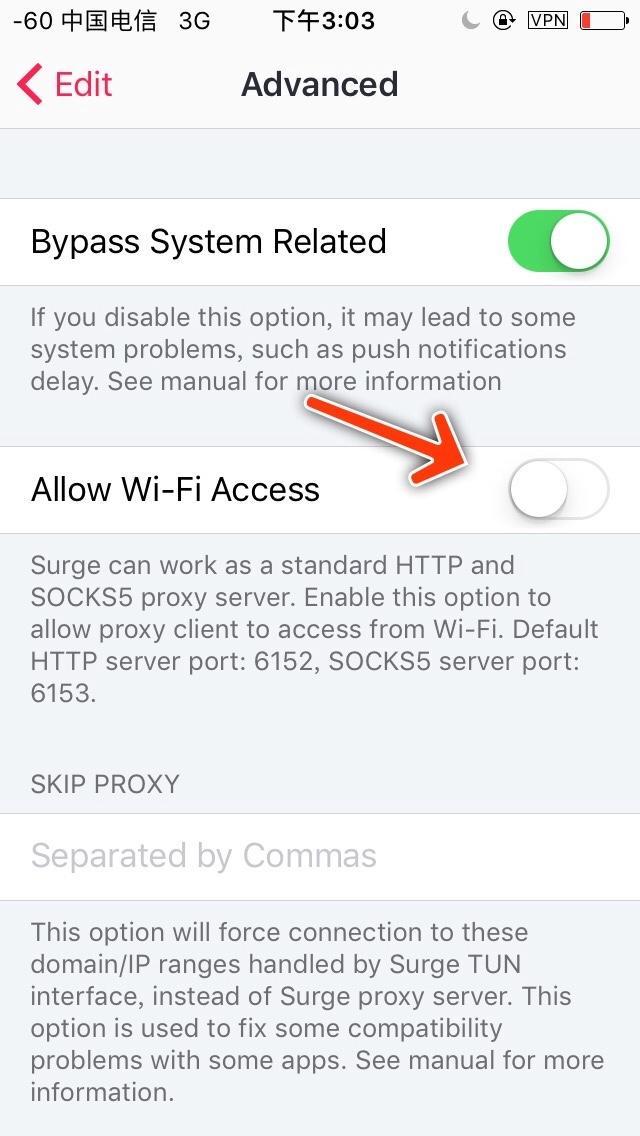 -60 中国电信 3G 下午3:03 VPN
Edit Advanced
Bypass System Related
If you disable this option, it may lead to some
system problems, such as push notifications
delay. See manual for more information
Allow Wi-Fi Access
Surge can work as a standard HTTP and
SOCKS5 proxy server. Enable this option to
allow proxy client to access from Wi-Fi. Default
HTTP server port: 6152, SOCKS5 server port:
6153.
SKIP PROXY
Separated by Commas
This option will force connection to these
domain/IP ranges handled by Surge TUN
interface, instead of Surge proxy server. This
option is used to fix some compatibility
problems with some apps. See manual for more
information.